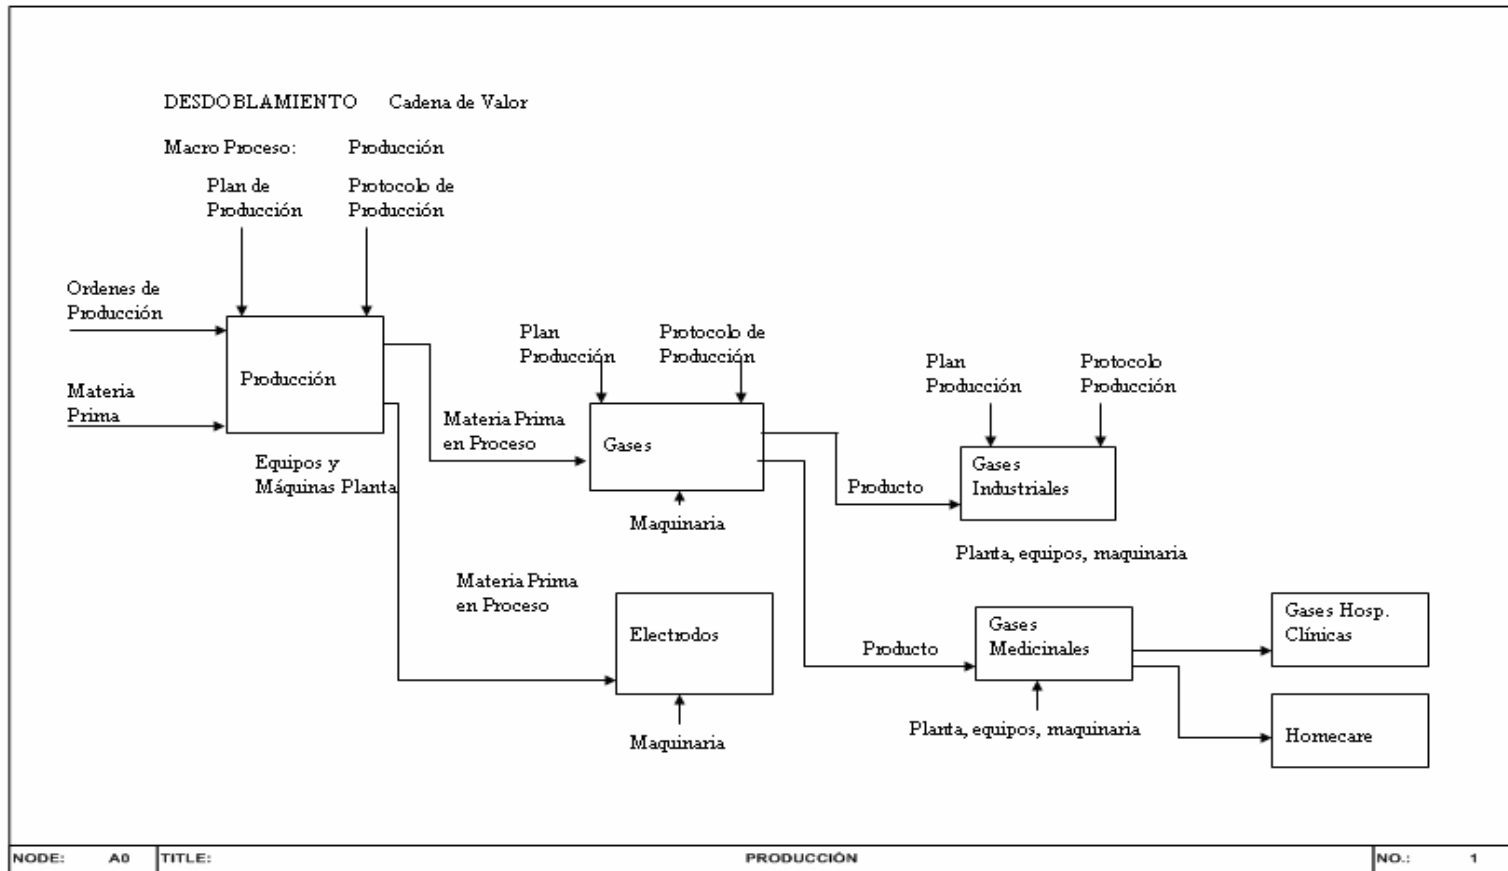 DESDOBLAMIENTO Cadena de Valor
Macro Proceso: Producción
Plan de
Producción
Protocolo de
Producción
Ordenes de
Producción
Materia
Prima
Producción
Equipos y
Máquinas Planta
Plan
Producción
Protocolo de
Producción
Materia Prima
en Proceso
Gases
Maquinaria
Plan
Producción
Protocolo
Producción
Producto
Gases
Industriales
Planta, equipos, maquinaria
Materia Prima
en Proceso
Electrodos
Maquinaria
Producto
Gases
Medicinales
Planta, equipos, maquinaria
Gases Hosp.
Clínicas
Homecare
NODE: A0 TITLE: PRODUCCIÓN NO.: 1